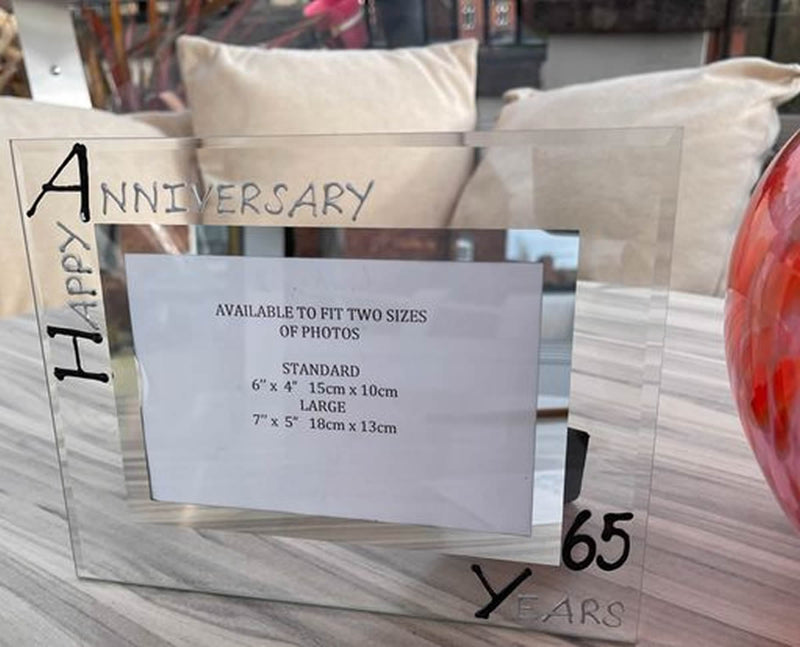 HAPPY
ANNIVERSARY
AVAILABLE TO FIT TWO SIZES
OF PHOTOS
STANDARD
6" x 4" 15cm x 10cm
LARGE
7" x 5" 18cm x 13cm
65
YEARS